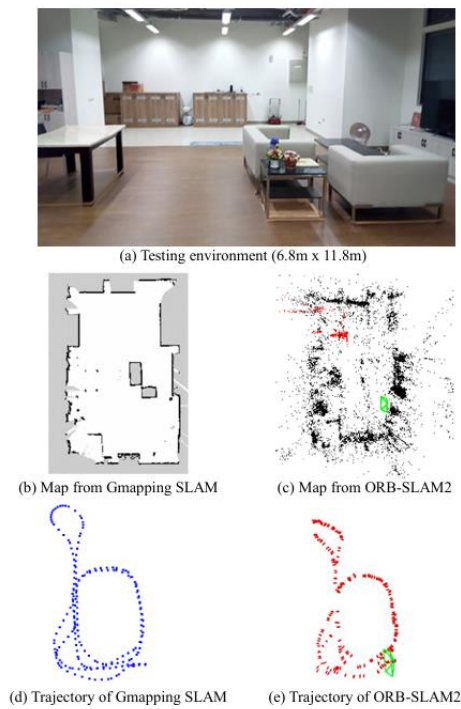 (a) Testing environment (6.8m x 11.8m)
(b) Map from Gmapping SLAM
(c) Map from ORB-SLAM2
(d) Trajectory of Gmapping SLAM
(e) Trajectory of ORB-SLAM2